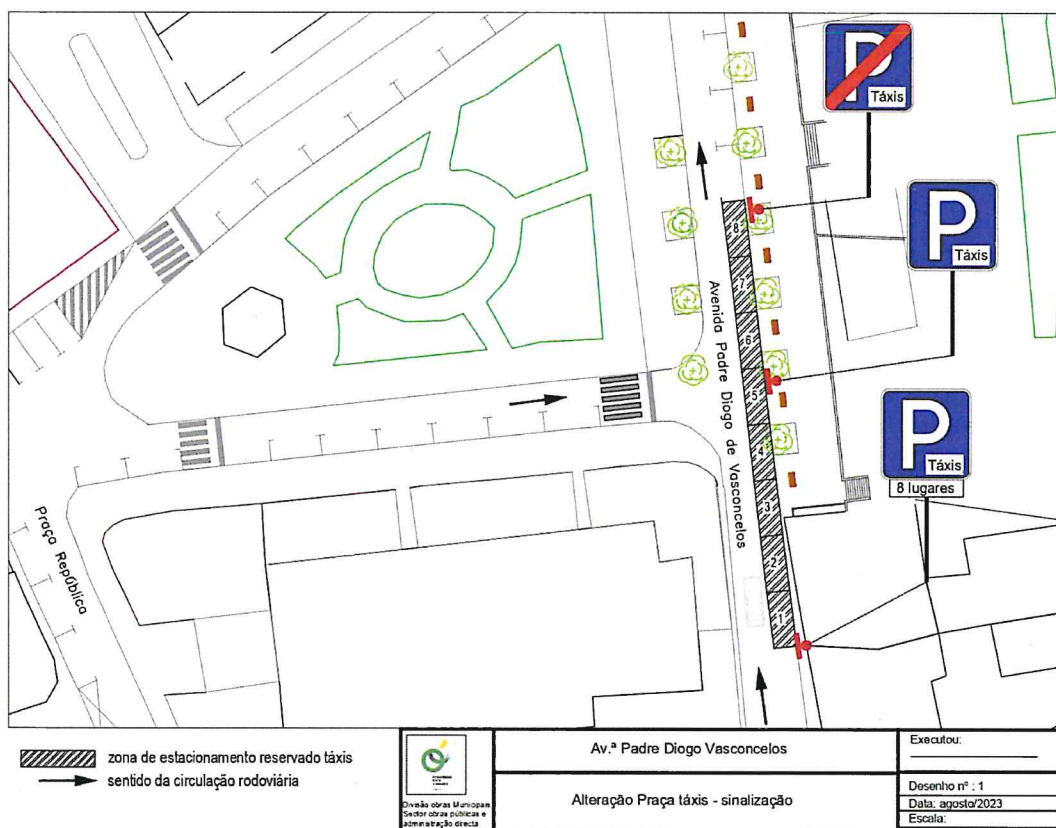 P
Táxis
P
Táxis
P
Táxis
8 lugares
8
7
6
5
4
3
2
1
Avenida Padre Diogo de Vasconcelos
Praça República
zona de estacionamento reservado táxis
sentido da circulação rodoviária
Divisão obras Municipais
Sector obras públicas e
administração directa
Av.ª Padre Diogo Vasconcelos
Alteração Praça táxis - sinalização
Executou:
Desenho nº : 1
Data: agosto/2023
Escala: